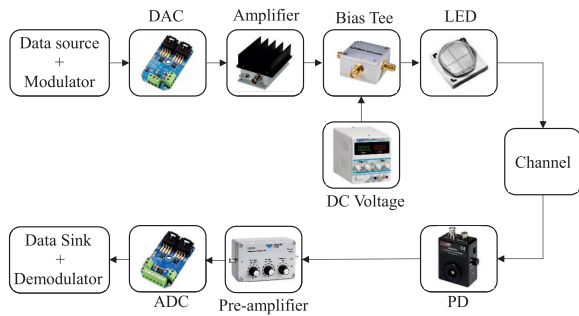 DAC
Amplifier
Bias Tee
LED
Data source
+
Modulator
DC Voltage
Channel
Data Sink
+
Demodulator
ADC
Pre-amplifier
PD